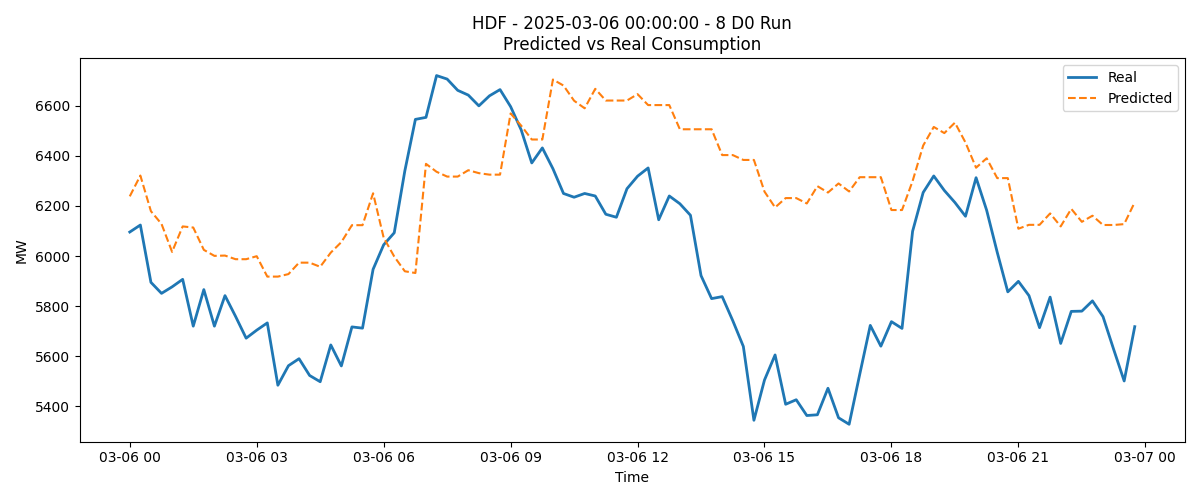 HDF - 2025-03-06 00:00:00 - 8 D0 Run
Predicted vs Real Consumption
Real
Predicted
MW
6600
6400
6200
6000
5800
5600
5400
03-06 00
03-06 03
03-06 06
03-06 09
03-06 12
03-06 15
03-06 18
03-06 21
03-07 00
Time